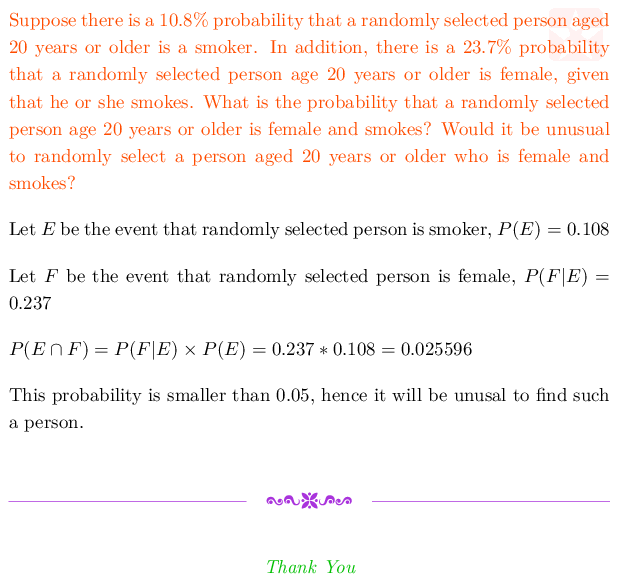 Suppose there is a 10.8% probability that a randomly selected person aged
20 years or older is a smoker. In addition, there is a 23.7% probability
that a randomly selected person age 20 years or older is female, given
that he or she smokes. What is the probability that a randomly selected
person age 20 years or older is female and smokes? Would it be unusual
to randomly select a person aged 20 years or older who is female and
smokes?
Let E be the event that randomly selected person is smoker, P(E) = 0.108
Let F be the event that randomly selected person is female, P(F|E) =
0.237
P(E ∩ F) = P(F|E) × P(E) = 0.237 * 0.108 = 0.025596
This probability is smaller than 0.05, hence it will be unusal to find such
a person.
Thank You